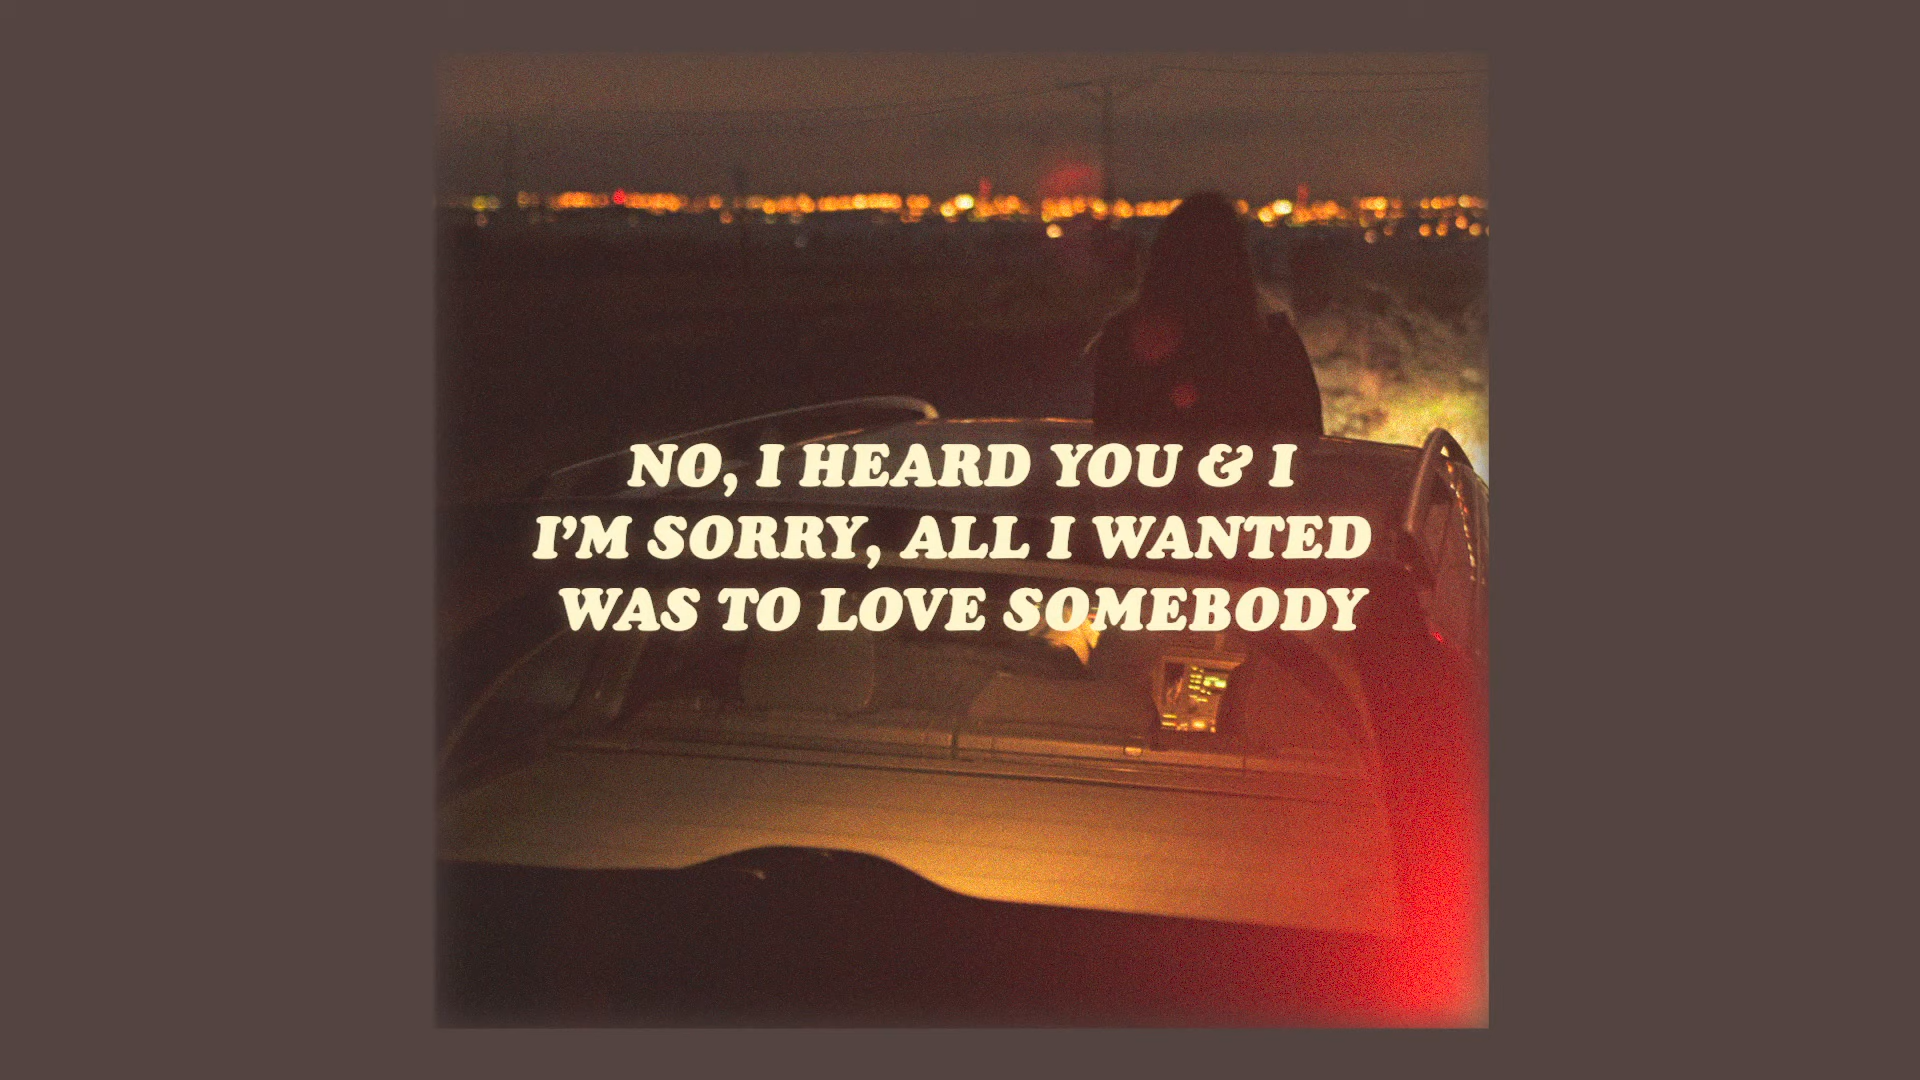 NO, I HEARD YOU & I
I'M SORRY, ALL I WANTED
WAS TO LOVE SOMEBODY